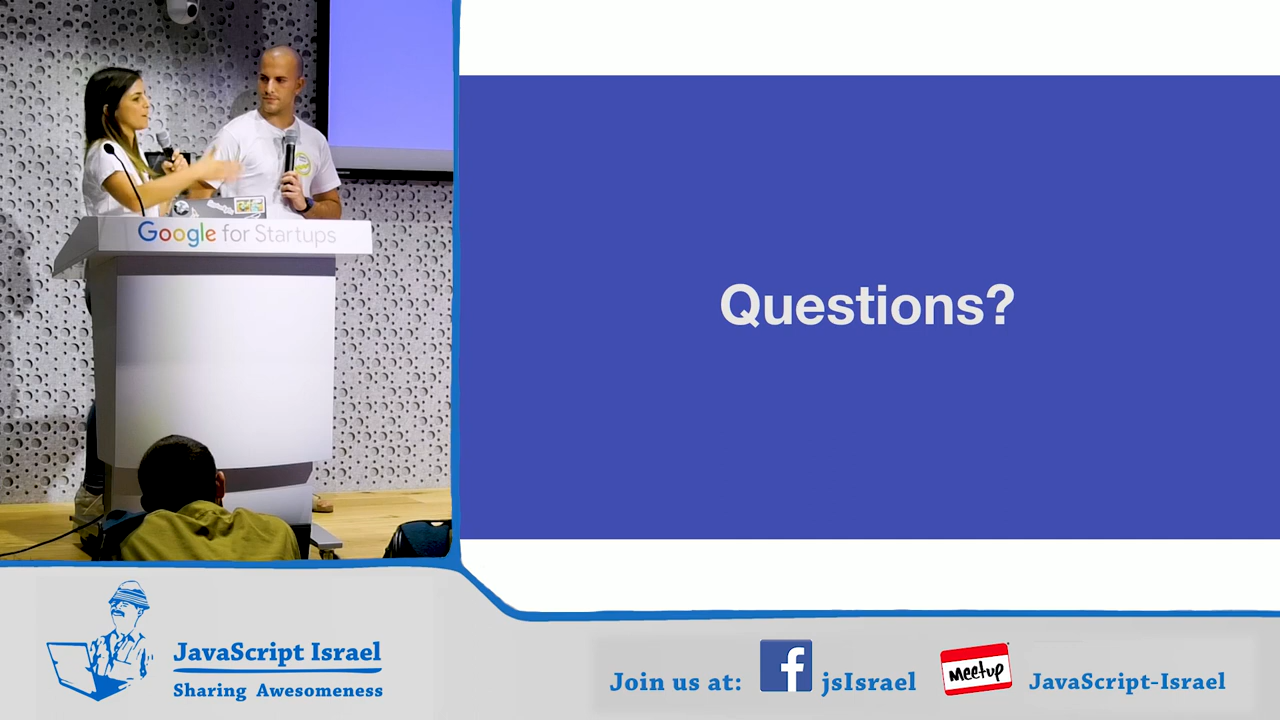 Google for Startups
Questions?
JavaScript Israel
Sharing Awesomeness
Join us at:
f
jsIsrael
Meetup
JavaScript-Israel